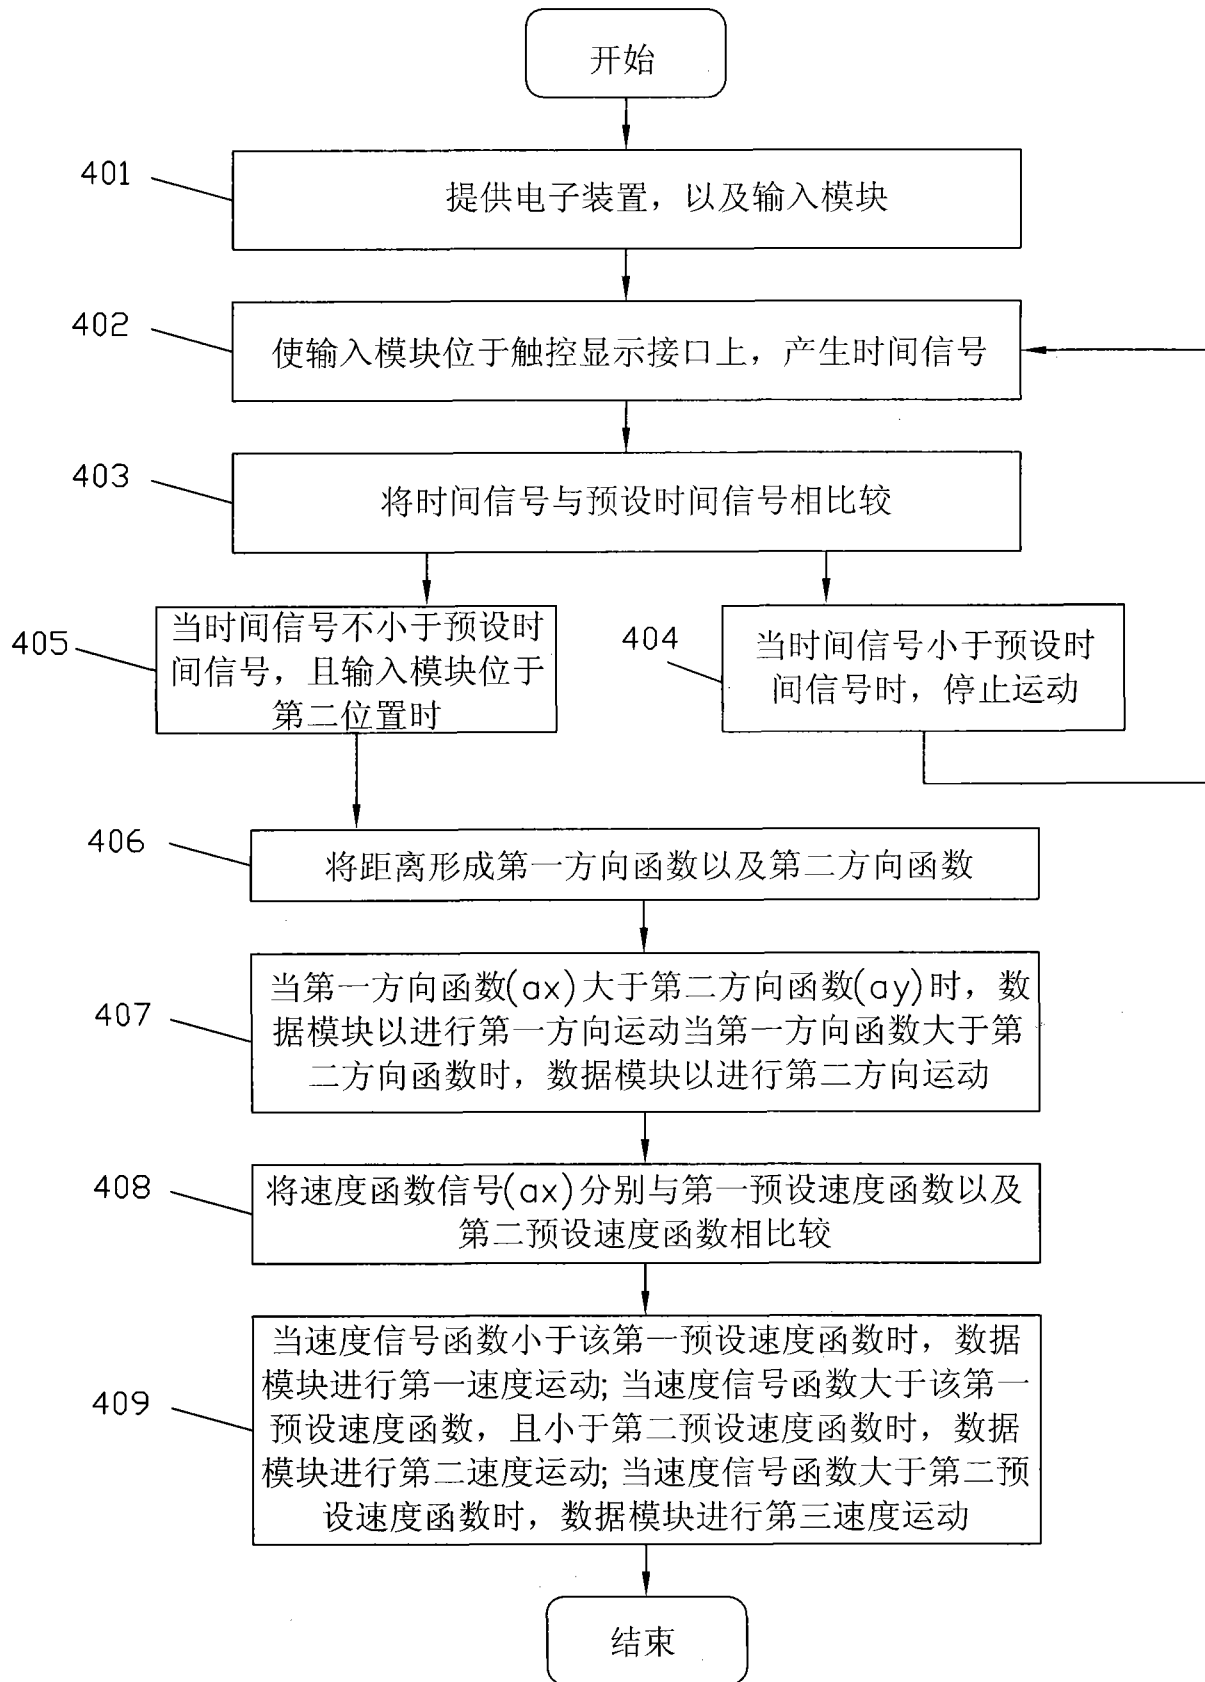 开始
401
提供电子装置，以及输入模块
402
使输入模块位于触控显示接口上，产生时间信号
403
将时间信号与预设时间信号相比较
405
当时间信号不小于预设时
间信号，且输入模块位于
第二位置时
404
当时间信号小于预设时
间信号时，停止运动
406
将距离形成第一方向函数以及第二方向函数
407
当第一方向函数(ax)大于第二方向函数(ay)时，数
据模块以进行第一方向运动当第一方向函数大于第
二方向函数时，数据模块以进行第二方向运动
408
将速度函数信号(ax)分别与第一预设速度函数以及
第二预设速度函数相比较
409
当速度信号函数小于该第一预设速度函数时，数据
模块进行第一速度运动;当速度信号函数大于该第一
预设速度函数，且小于第二预设速度函数时，数据
模块进行第二速度运动;当速度信号函数大于第二预
设速度函数时，数据模块进行第三速度运动
结束